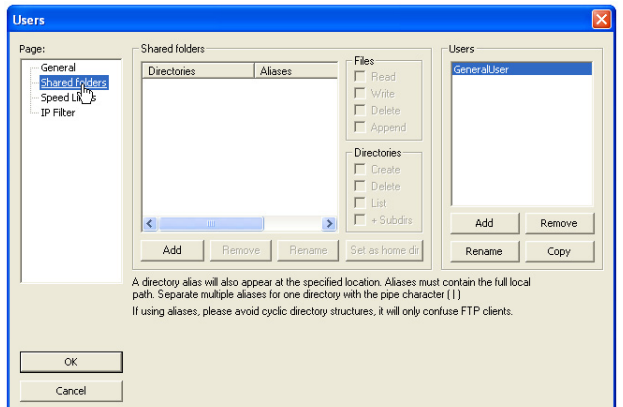 Users
Page:
General
Shared folders
Speed Limits
IP Filter
Shared folders
Directories
Aliases
Files
Read
Write
Delete
Append
Directories
Create
Delete
List
+ Subdirs
Add
Remove
Rename
Set as home dir
Users
GeneralUser
Add
Remove
Rename
Copy
A directory alias will also appear at the specified location. Aliases must contain the full local
path. Separate multiple aliases for one directory with the pipe character ( | )
If using aliases, please avoid cyclic directory structures, it will only confuse FTP clients.
OK
Cancel